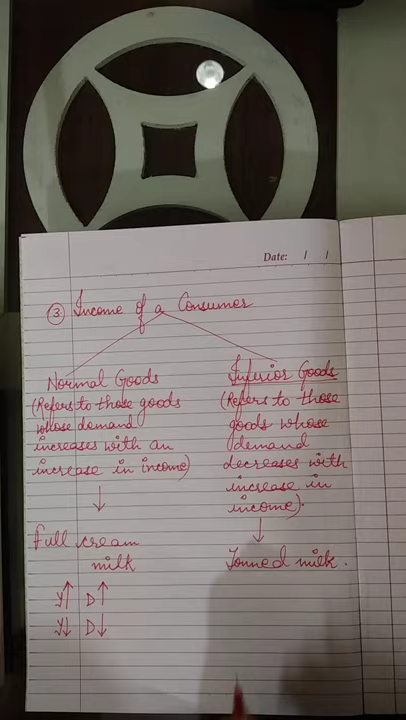 Date: / /
③ Income of a Consumer
Normal Goods
(Refers to those goods
whose demand
increases with an
increase in income)
↓
Full cream
milk
Y↑ D↑
Y↓ D↓
Inferior Goods
(Refers to those
goods whose
demand
decreases with
increase in
income).
↓
Tonned milk.